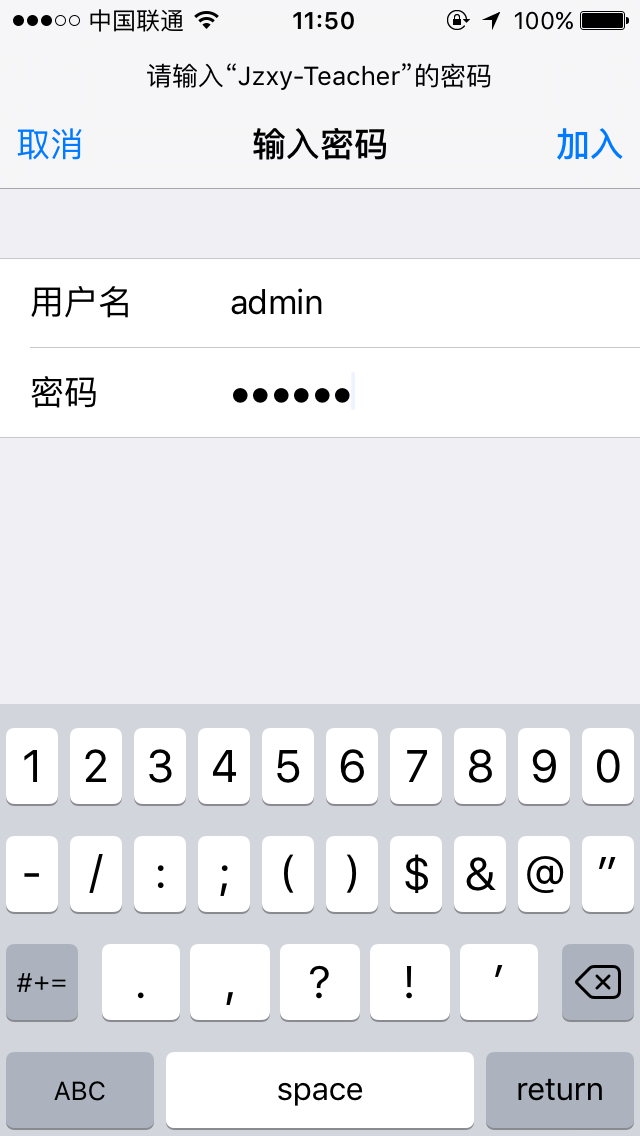 中国联通 11:50 100%
请输入“Jzxy-Teacher”的密码
取消 输入密码 加入
用户名 admin
密码 ●●●●●●
1 2 3 4 5 6 7 8 9 0
- / : ; ( ) $ & @ "
#+= . , ? ! '
ABC space return